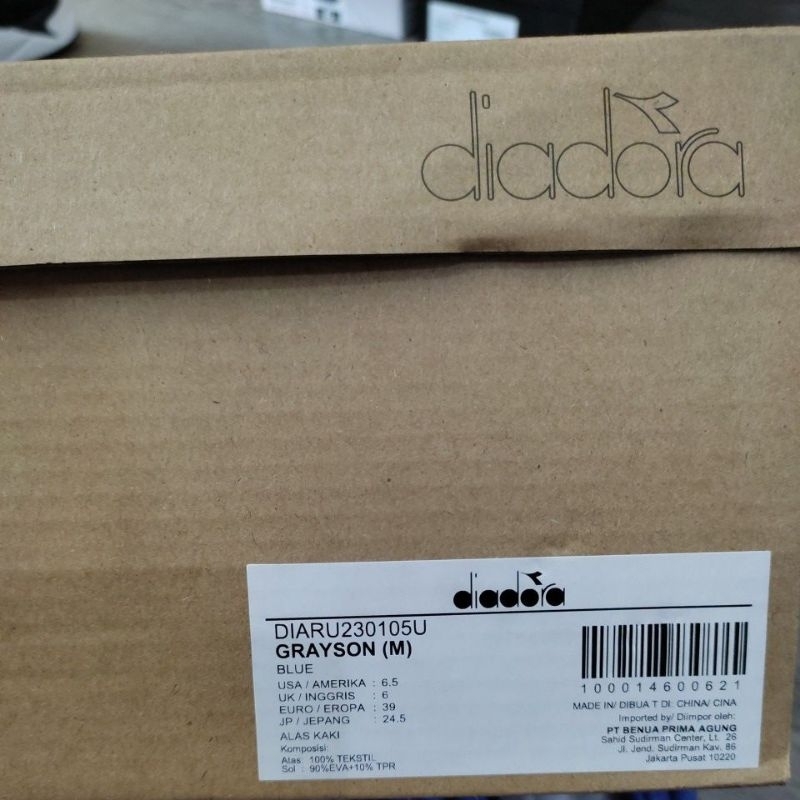 diadora
diadora
DIARU230105U
GRAYSON (M)
BLUE
USA / AMERIKA : 6.5
UK / INGGRIS : 6
EURO / EROPA : 39
JP / JEPANG : 24.5
ALAS KAKI
Komposisi
Atas: 100% TEKSTIL
Sol : 90%EVA+10% TPR
100014600621
MADE IN/ DIBUA T DI: CHINA/ CINA
Imported by/ Diimpor oleh:
PT BENUA PRIMA AGUNG
Sahid Sudirman Center, Lt. 26
Jl. Jend. Sudirman Kav. 86
Jakarta Pusat 10220